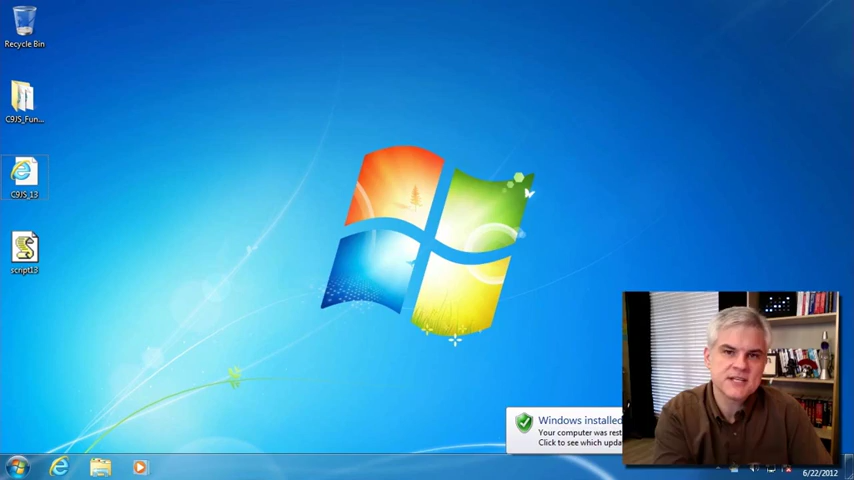 Recycle Bin
C9JS_Fun...
C9JS_13
script13
Windows installed
Your computer was rest
Click to see which upda
6/22/2012